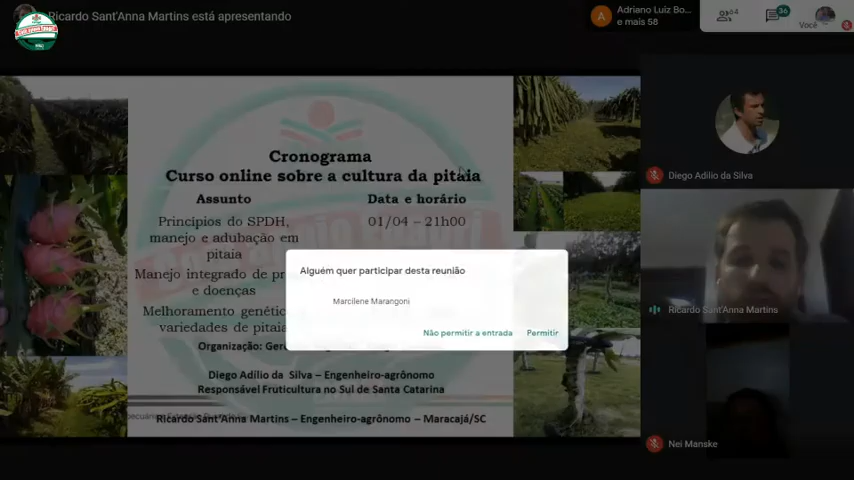 Ricardo Sant'Anna Martins está apresentando
Adriano Luiz Bo...
e mais 58
64
36
Você
Cronograma
Curso online sobre a cultura da pitaia
Assunto
Data e horário
Princípios do SPDH,
manejo e adubação em
pitaia
01/04 – 21h00
Manejo integrado de pr
e doenças
Melhoramento genétic
variedades de pitaia
Organização: Ger
Diego Adílio da Silva – Engenheiro-agrônomo
Responsável Fruticultura no Sul de Santa Catarina
Ricardo Sant'Anna Martins – Engenheiro-agrônomo – Maracajá/SC
Alguém quer participar desta reunião
Marcilene Marangoni
Não permitir a entrada
Permitir
Diego Adilio da Silva
Ricardo Sant'Anna Martins
Nei Manske